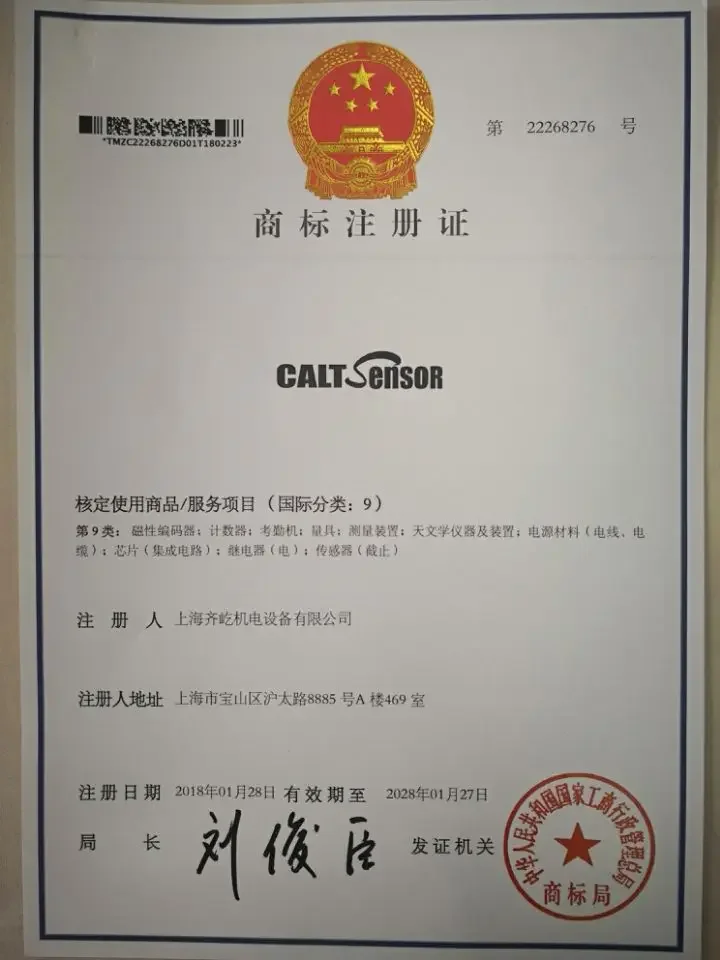 *TMZC22268276D01T180223*
第 22268276 号
商标注册证
CALTSensor
核定使用商品/服务项目（国际分类：9）
第9类：磁性编码器；计数器；考勤机；量具；测量装置；天文学仪器及装置；电源材料（电线、电
缆）；芯片（集成电路）；继电器（电）；传感器（截止）
注 册 人 上海齐屹机电设备有限公司
注册人地址 上海市宝山区沪太路8885号A楼469室
注册日期 2018年01月28日 有效期至 2028年01月27日
局 长 刘俊臣 发证机关
中华人民共和国国家工商行政管理总局
商标局